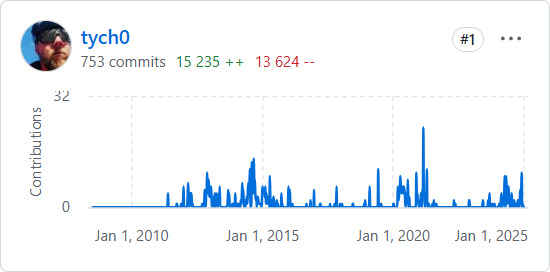 tych0
#1
753 commits 15 235 ++ 13 624 --
32
Contributions
0
Jan 1, 2010 Jan 1, 2015 Jan 1, 2020 Jan 1, 2025